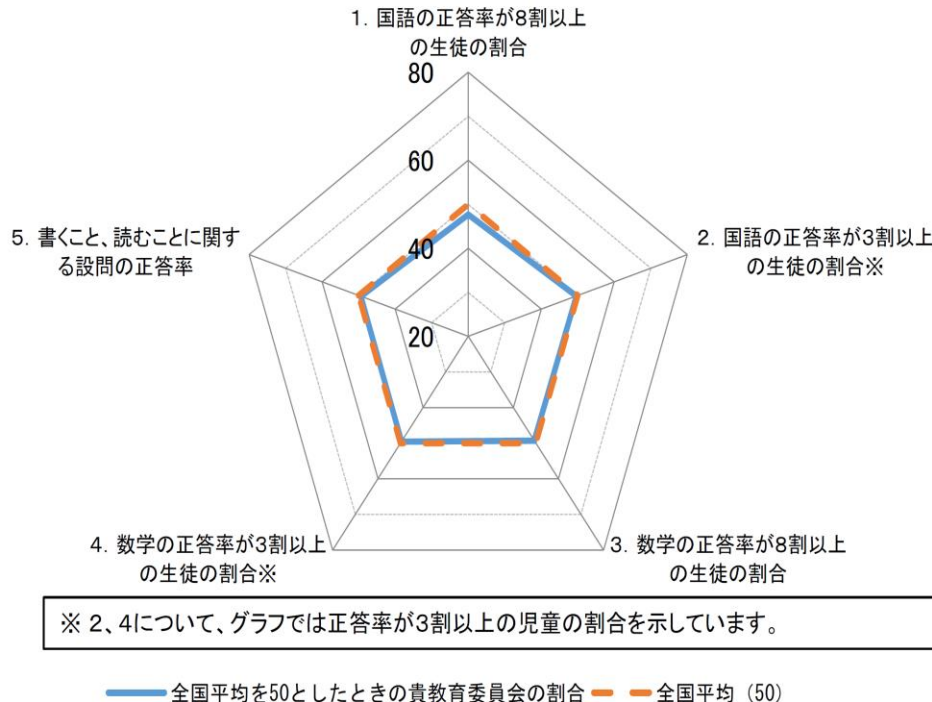 1. 国語の正答率が8割以上
の生徒の割合
80
60
40
20
5. 書くこと、読むことに関す
る設問の正答率
2. 国語の正答率が3割以上
の生徒の割合※
4. 数学の正答率が3割以上
の生徒の割合※
3. 数学の正答率が8割以上
の生徒の割合
※ 2、4について、グラフでは正答率が3割以上の児童の割合を示しています。
全国平均を50としたときの貴教育委員会の割合
全国平均（50）